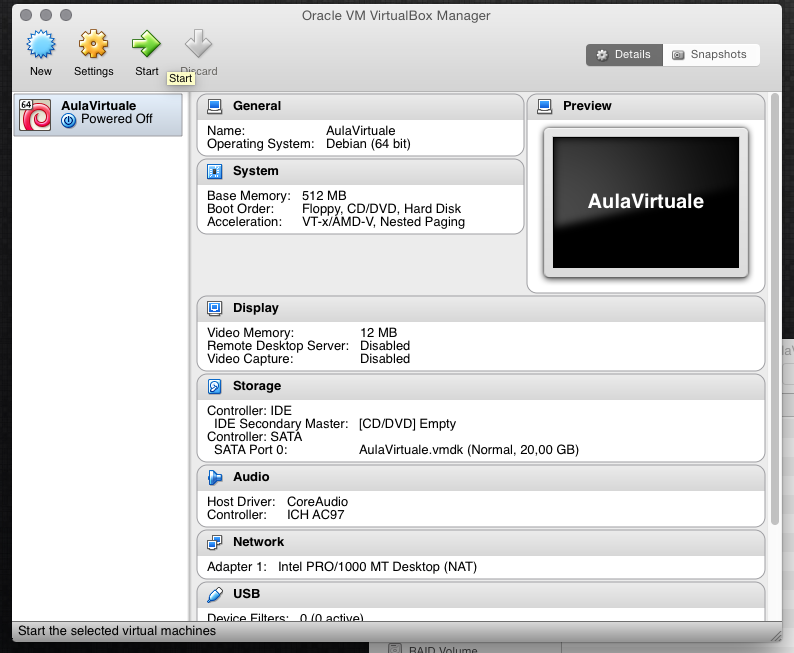 Oracle VM VirtualBox Manager
New Settings Start Discard
Start
Details Snapshots
64
AulaVirtuale
Powered Off
General
Name: AulaVirtuale
Operating System: Debian (64 bit)
Preview
AulaVirtuale
System
Base Memory: 512 MB
Boot Order: Floppy, CD/DVD, Hard Disk
Acceleration: VT-x/AMD-V, Nested Paging
Display
Video Memory: 12 MB
Remote Desktop Server: Disabled
Video Capture: Disabled
Storage
Controller: IDE
IDE Secondary Master: [CD/DVD] Empty
Controller: SATA
SATA Port 0: AulaVirtuale.vmdk (Normal, 20,00 GB)
Audio
Host Driver: CoreAudio
Controller: ICH AC97
Network
Adapter 1: Intel PRO/1000 MT Desktop (NAT)
USB
Device Filters: 0 (0 active)
Start the selected virtual machines
RAID Volume